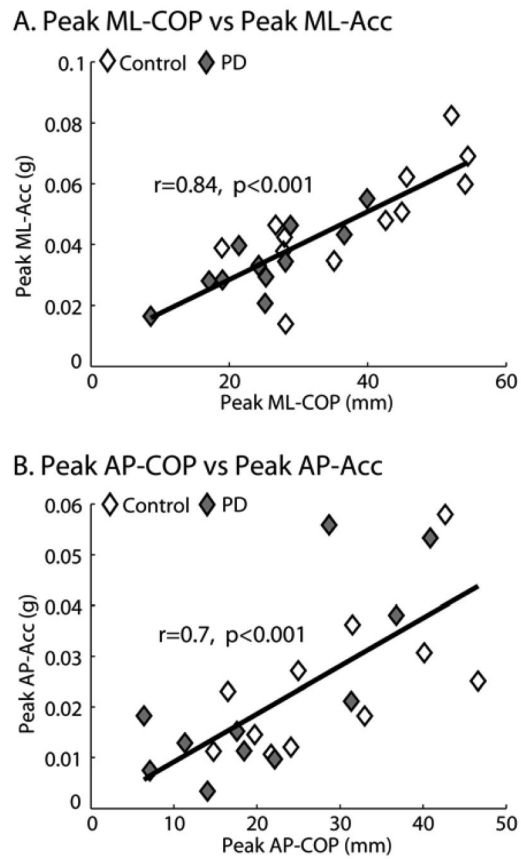 A. Peak ML-COP vs Peak ML-Acc
0.1
Control PD
0.08
0.06
r=0.84, p<0.001
Peak ML-Acc (g)
0.04
0.02
0
0 20 40 60
Peak ML-COP (mm)
B. Peak AP-COP vs Peak AP-Acc
0.06
Control PD
0.05
0.04
r=0.7, p<0.001
0.03
Peak AP-Acc (g)
0.02
0.01
0
0 10 20 30 40 50
Peak AP-COP (mm)